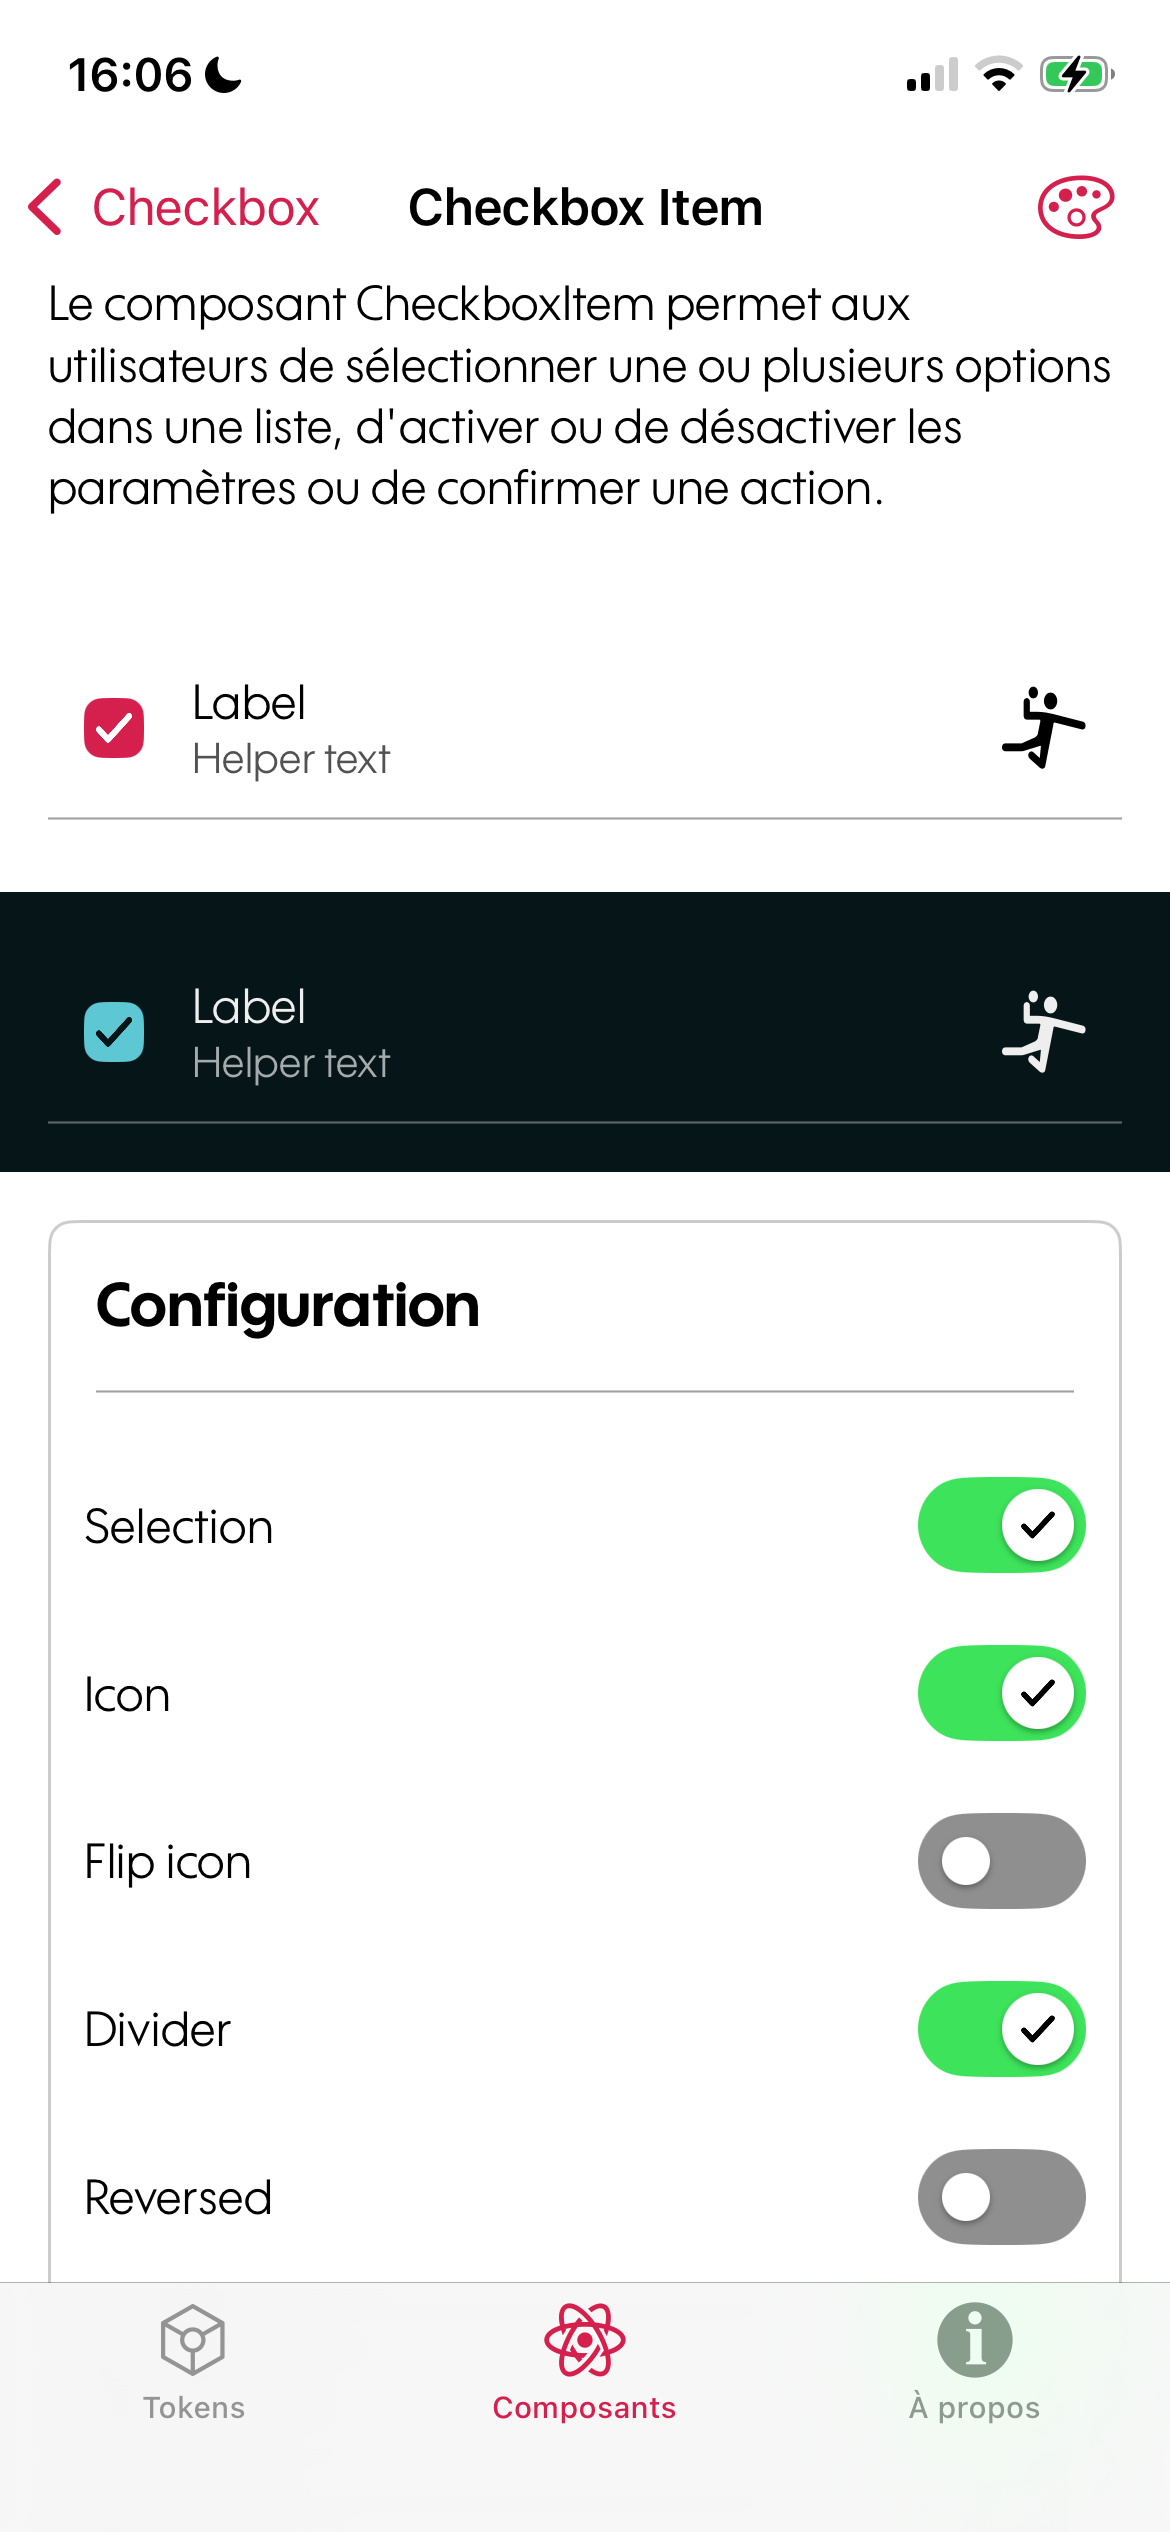 16:06
Checkbox
Checkbox Item
Le composant CheckboxItem permet aux
utilisateurs de sélectionner une ou plusieurs options
dans une liste, d'activer ou de désactiver les
paramètres ou de confirmer une action.
Label
Helper text
Label
Helper text
Configuration
Selection
Icon
Flip icon
Divider
Reversed
Tokens
Composants
À propos